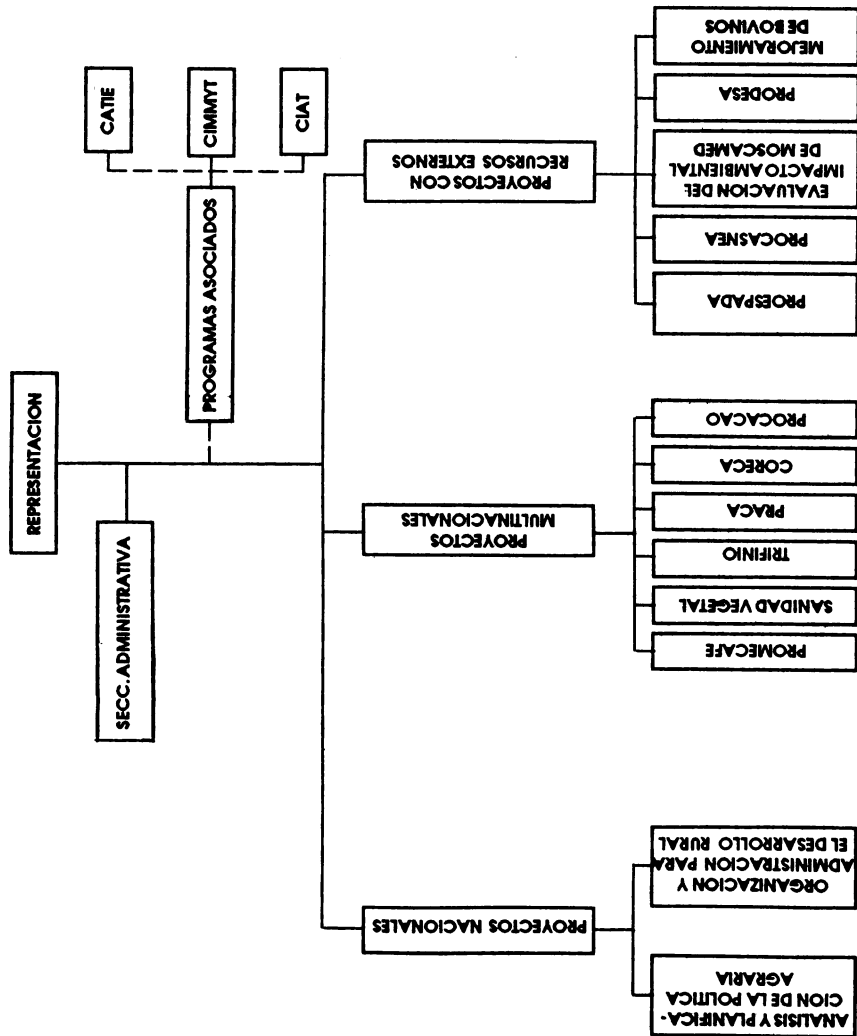 REPRESENTACION
SECC. ADMINISTRATIVA
PROGRAMAS ASOCIADOS
CATIE
CIMMYT
CIAT
PROYECTOS NACIONALES
PROYECTOS
MULTINACIONALES
PROYECTOS CON
RECURSOS EXTERNOS
ANALISIS Y PLANIFICA-
CION DE LA POLITICA
AGRARIA
ORGANIZACION Y
ADMINISTRACION PARA
EL DESARROLLO RURAL
PROMECAFE
SANIDAD VEGETAL
TRIFINIO
PRACA
CORECA
PROCACAO
PROESPADA
PROCASNEA
EVALUACION DEL
IMPACTO AMBIENTAL
DE MOSCAMED
PRODESA
MEJORAMIENTO
DE BOVINOS